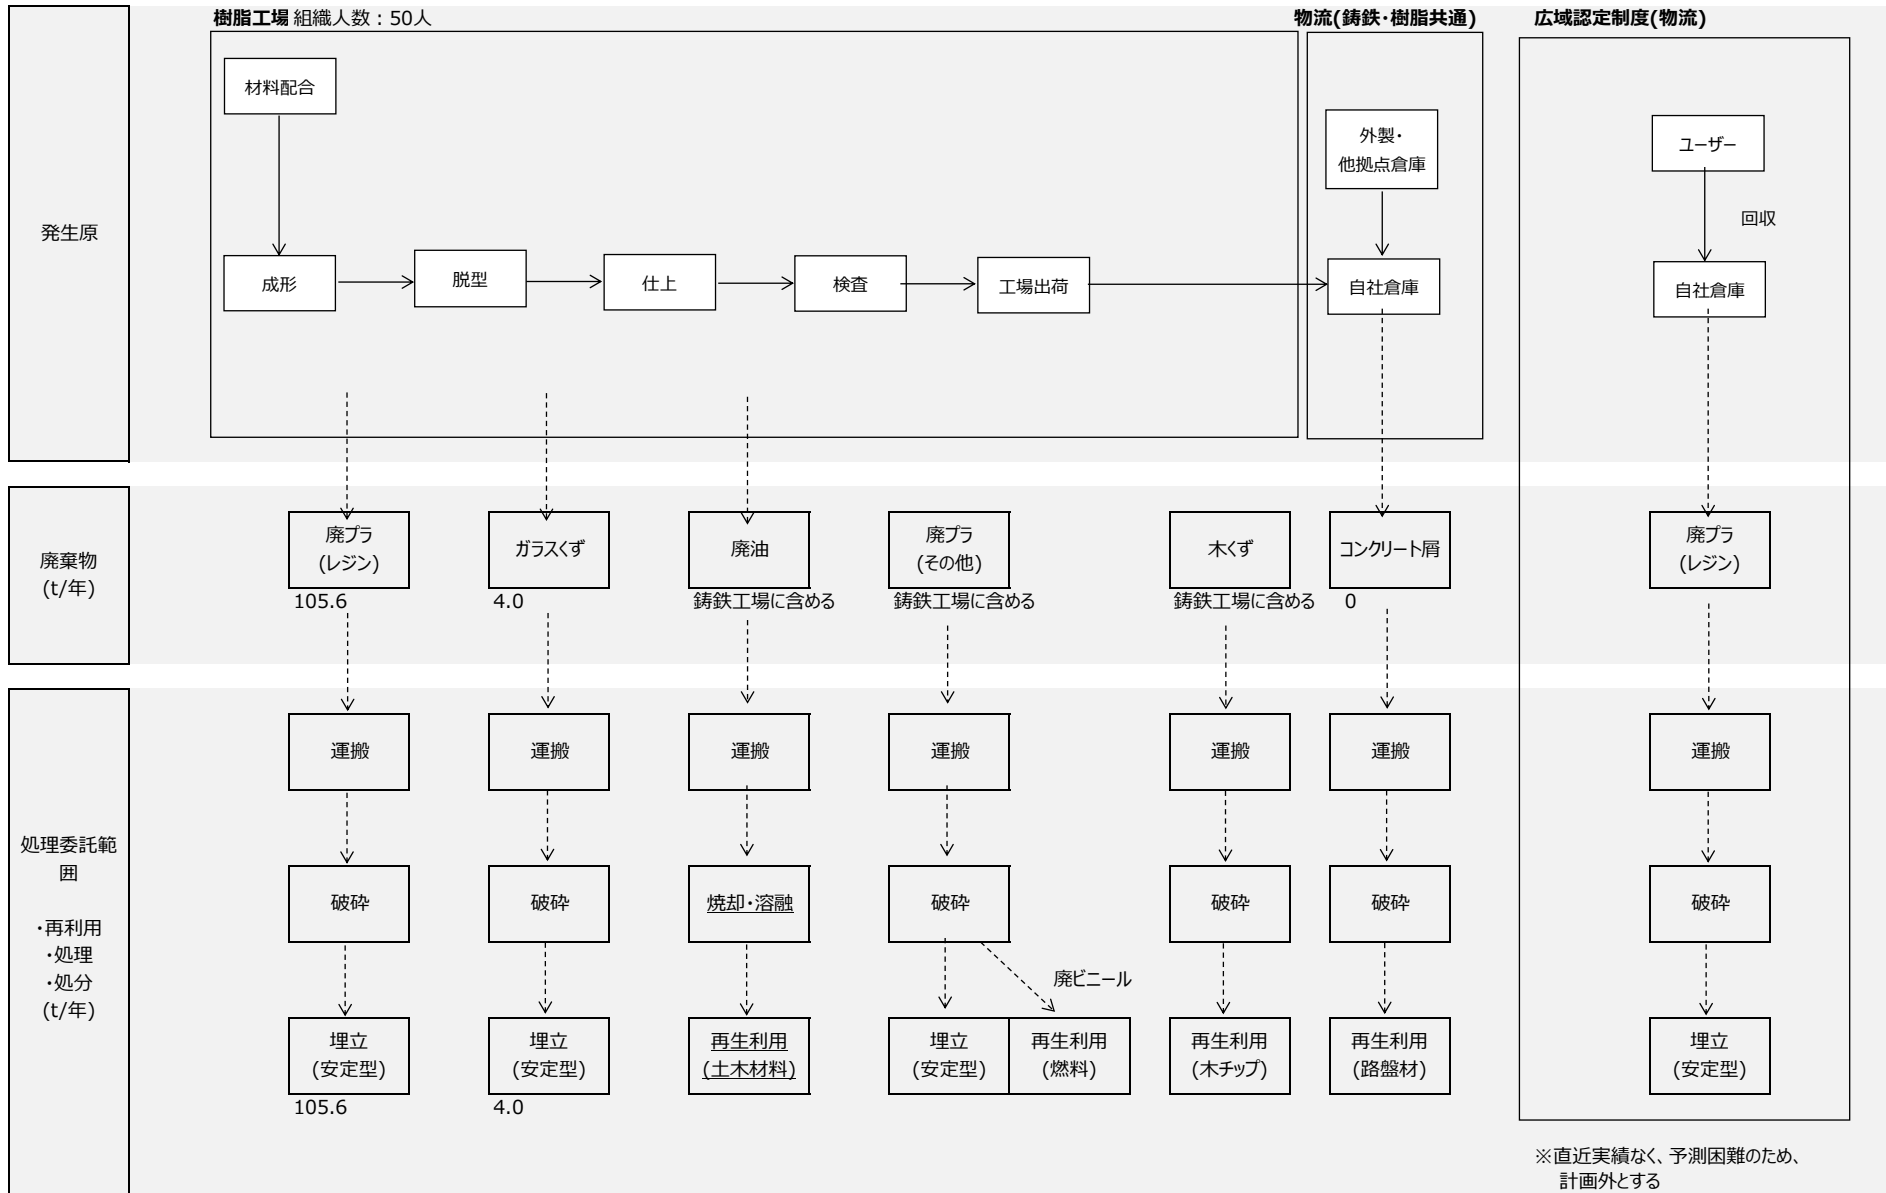 樹脂工場 組織人数：50人
物流(鋳鉄・樹脂共通)
広域認定制度(物流)
発生原
材料配合
外製・
他拠点倉庫
ユーザー
回収
成形
脱型
仕上
検査
工場出荷
自社倉庫
自社倉庫
廃棄物
(t/年)
廃プラ
(レジン)
105.6
ガラスくず
4.0
廃油
鋳鉄工場に含める
廃プラ
(その他)
鋳鉄工場に含める
木くず
鋳鉄工場に含める
コンクリート屑
0
廃プラ
(レジン)
処理委託範
囲
・再利用
・処理
・処分
(t/年)
運搬
運搬
運搬
運搬
運搬
運搬
運搬
破砕
破砕
焼却・溶融
破砕
破砕
破砕
破砕
廃ビニール
埋立
(安定型)
105.6
埋立
(安定型)
4.0
再生利用
(土木材料)
埋立
(安定型)
再生利用
(燃料)
再生利用
(木チップ)
再生利用
(路盤材)
埋立
(安定型)
※直近実績なく、予測困難のため、
計画外とする